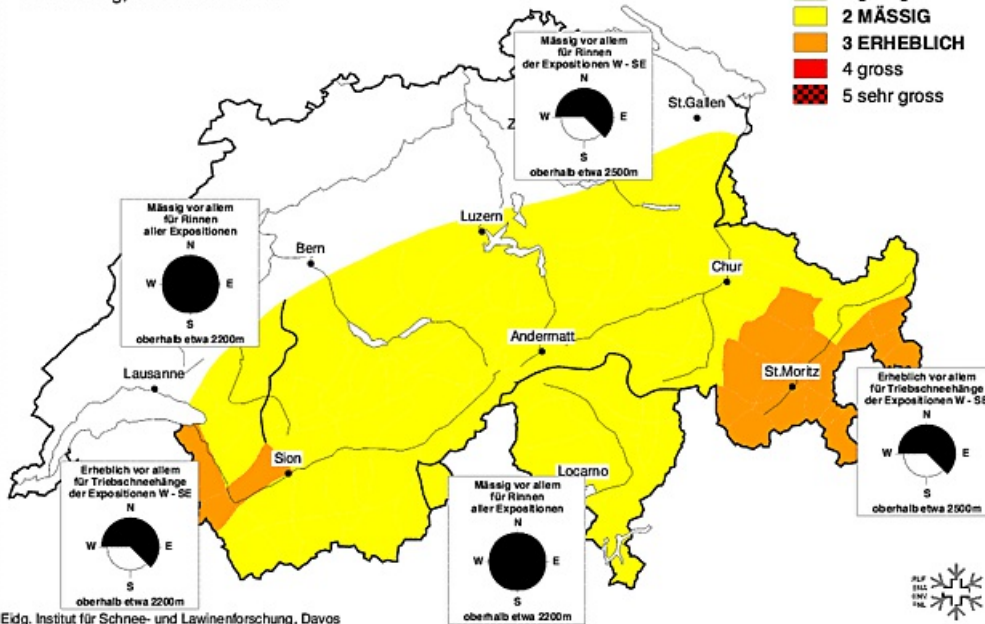 2 MÄSSIG
3 ERHEBLICH
4 gross
5 sehr gross
Mässig vor allem
für Rinnen
der Expositionen W - SE
N
W
E
S
oberhalb etwa 2500m
St.Gallen
Mässig vor allem
für Rinnen
aller Expositionen
N
W
E
S
oberhalb etwa 2200m
Luzern
Bern
Chur
Andermatt
Lausanne
St.Moritz
Erheblich vor allem
für Triebschneehänge
der Expositionen W - SE
N
W
E
S
oberhalb etwa 2500m
Sion
Locarno
Erheblich vor allem
für Triebschneehänge
der Expositionen W - SE
N
W
E
S
oberhalb etwa 2200m
Mässig vor allem
für Rinnen
aller Expositionen
N
W
E
S
oberhalb etwa 2200m
Eidg. Institut für Schnee- und Lawinenforschung, Davos